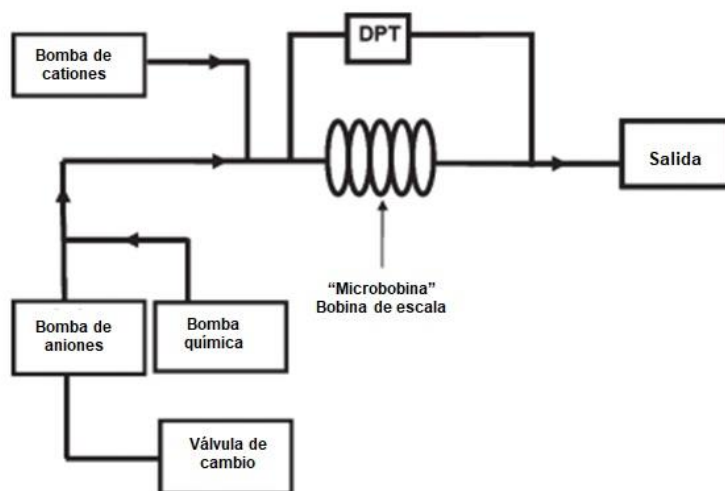 DPT
Bomba de
cationes
Salida
“Microbobina”
Bobina de escala
Bomba de
aniones
Bomba
química
Válvula de
cambio